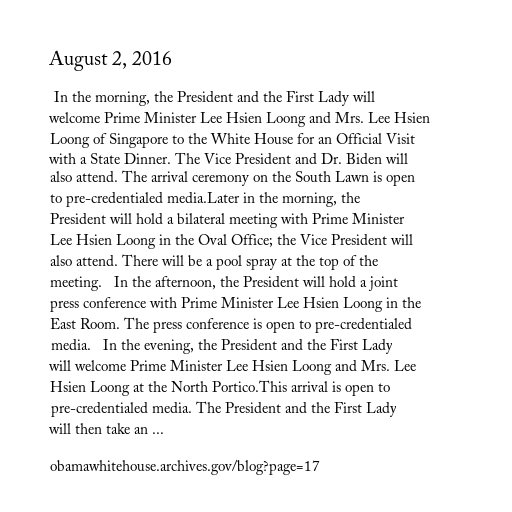 August 2, 2016
In the morning, the President and the First Lady will
welcome Prime Minister Lee Hsien Loong and Mrs. Lee Hsien
Loong of Singapore to the White House for an Official Visit
with a State Dinner. The Vice President and Dr. Biden will
also attend. The arrival ceremony on the South Lawn is open
to pre-credentialed media.Later in the morning, the
President will hold a bilateral meeting with Prime Minister
Lee Hsien Loong in the Oval Office; the Vice President will
also attend. There will be a pool spray at the top of the
meeting.   In the afternoon, the President will hold a joint
press conference with Prime Minister Lee Hsien Loong in the
East Room. The press conference is open to pre-credentialed
media.   In the evening, the President and the First Lady
will welcome Prime Minister Lee Hsien Loong and Mrs. Lee
Hsien Loong at the North Portico.This arrival is open to
pre-credentialed media. The President and the First Lady
will then take an ...
obamawhitehouse.archives.gov/blog?page=17